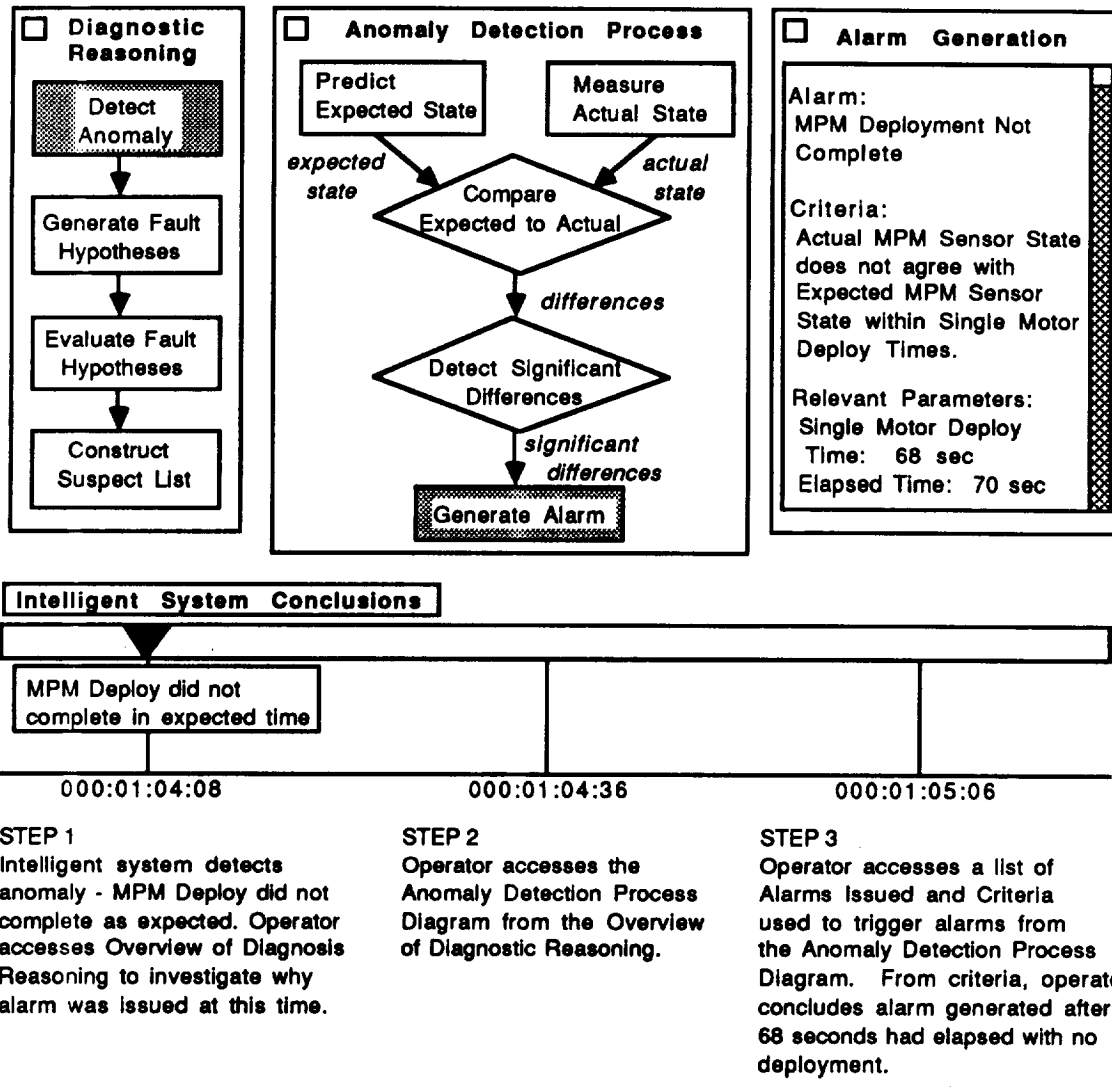 Diagnostic
Reasoning
Detect
Anomaly
Generate Fault
Hypotheses
Evaluate Fault
Hypotheses
Construct
Suspect List
Anomaly Detection Process
Predict
Expected State
Measure
Actual State
expected
state
actual
state
Compare
Expected to Actual
differences
Detect Significant
Differences
significant
differences
Generate Alarm
Alarm Generation
Alarm:
MPM Deployment Not
Complete
Criteria:
Actual MPM Sensor State
does not agree with
Expected MPM Sensor
State within Single Motor
Deploy Times.
Relevant Parameters:
Single Motor Deploy
Time: 68 sec
Elapsed Time: 70 sec
Intelligent System Conclusions
MPM Deploy did not
complete in expected time
000:01:04:08
000:01:04:36
000:01:05:06
STEP 1
Intelligent system detects
anomaly - MPM Deploy did not
complete as expected. Operator
accesses Overview of Diagnosis
Reasoning to investigate why
alarm was issued at this time.
STEP 2
Operator accesses the
Anomaly Detection Process
Diagram from the Overview
of Diagnostic Reasoning.
STEP 3
Operator accesses a list of
Alarms Issued and Criteria
used to trigger alarms from
the Anomaly Detection Process
Diagram. From criteria, operato
concludes alarm generated after
68 seconds had elapsed with no
deployment.